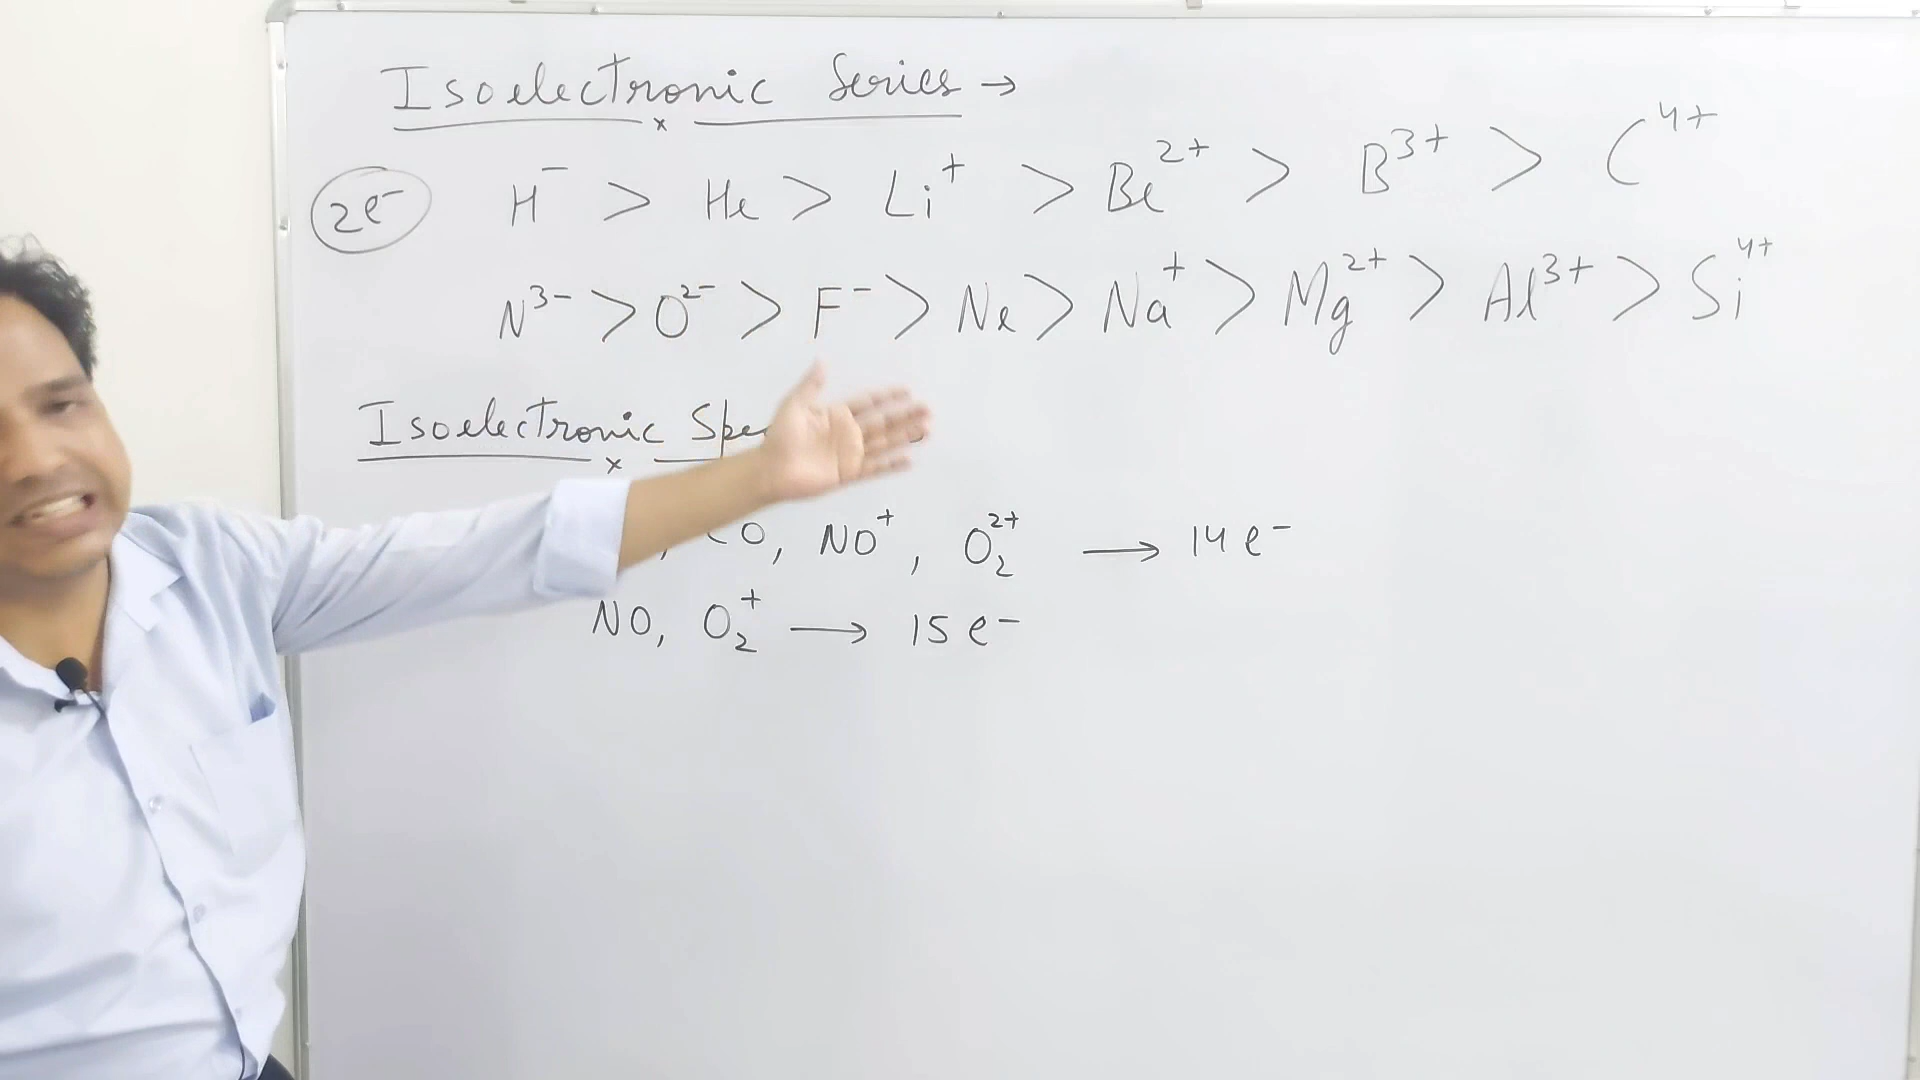 Isoelectronic Series →
2e⁻ H⁻ > He > Li⁺ > Be²⁺ > B³⁺ > C⁴⁺
N³⁻ > O²⁻ > F⁻ > Ne > Na⁺ > Mg²⁺ > Al³⁺ > Si⁴⁺
Isoelectronic
CO, NO⁺, O₂²⁺ → 14 e⁻
NO, O₂⁺ → 15 e⁻